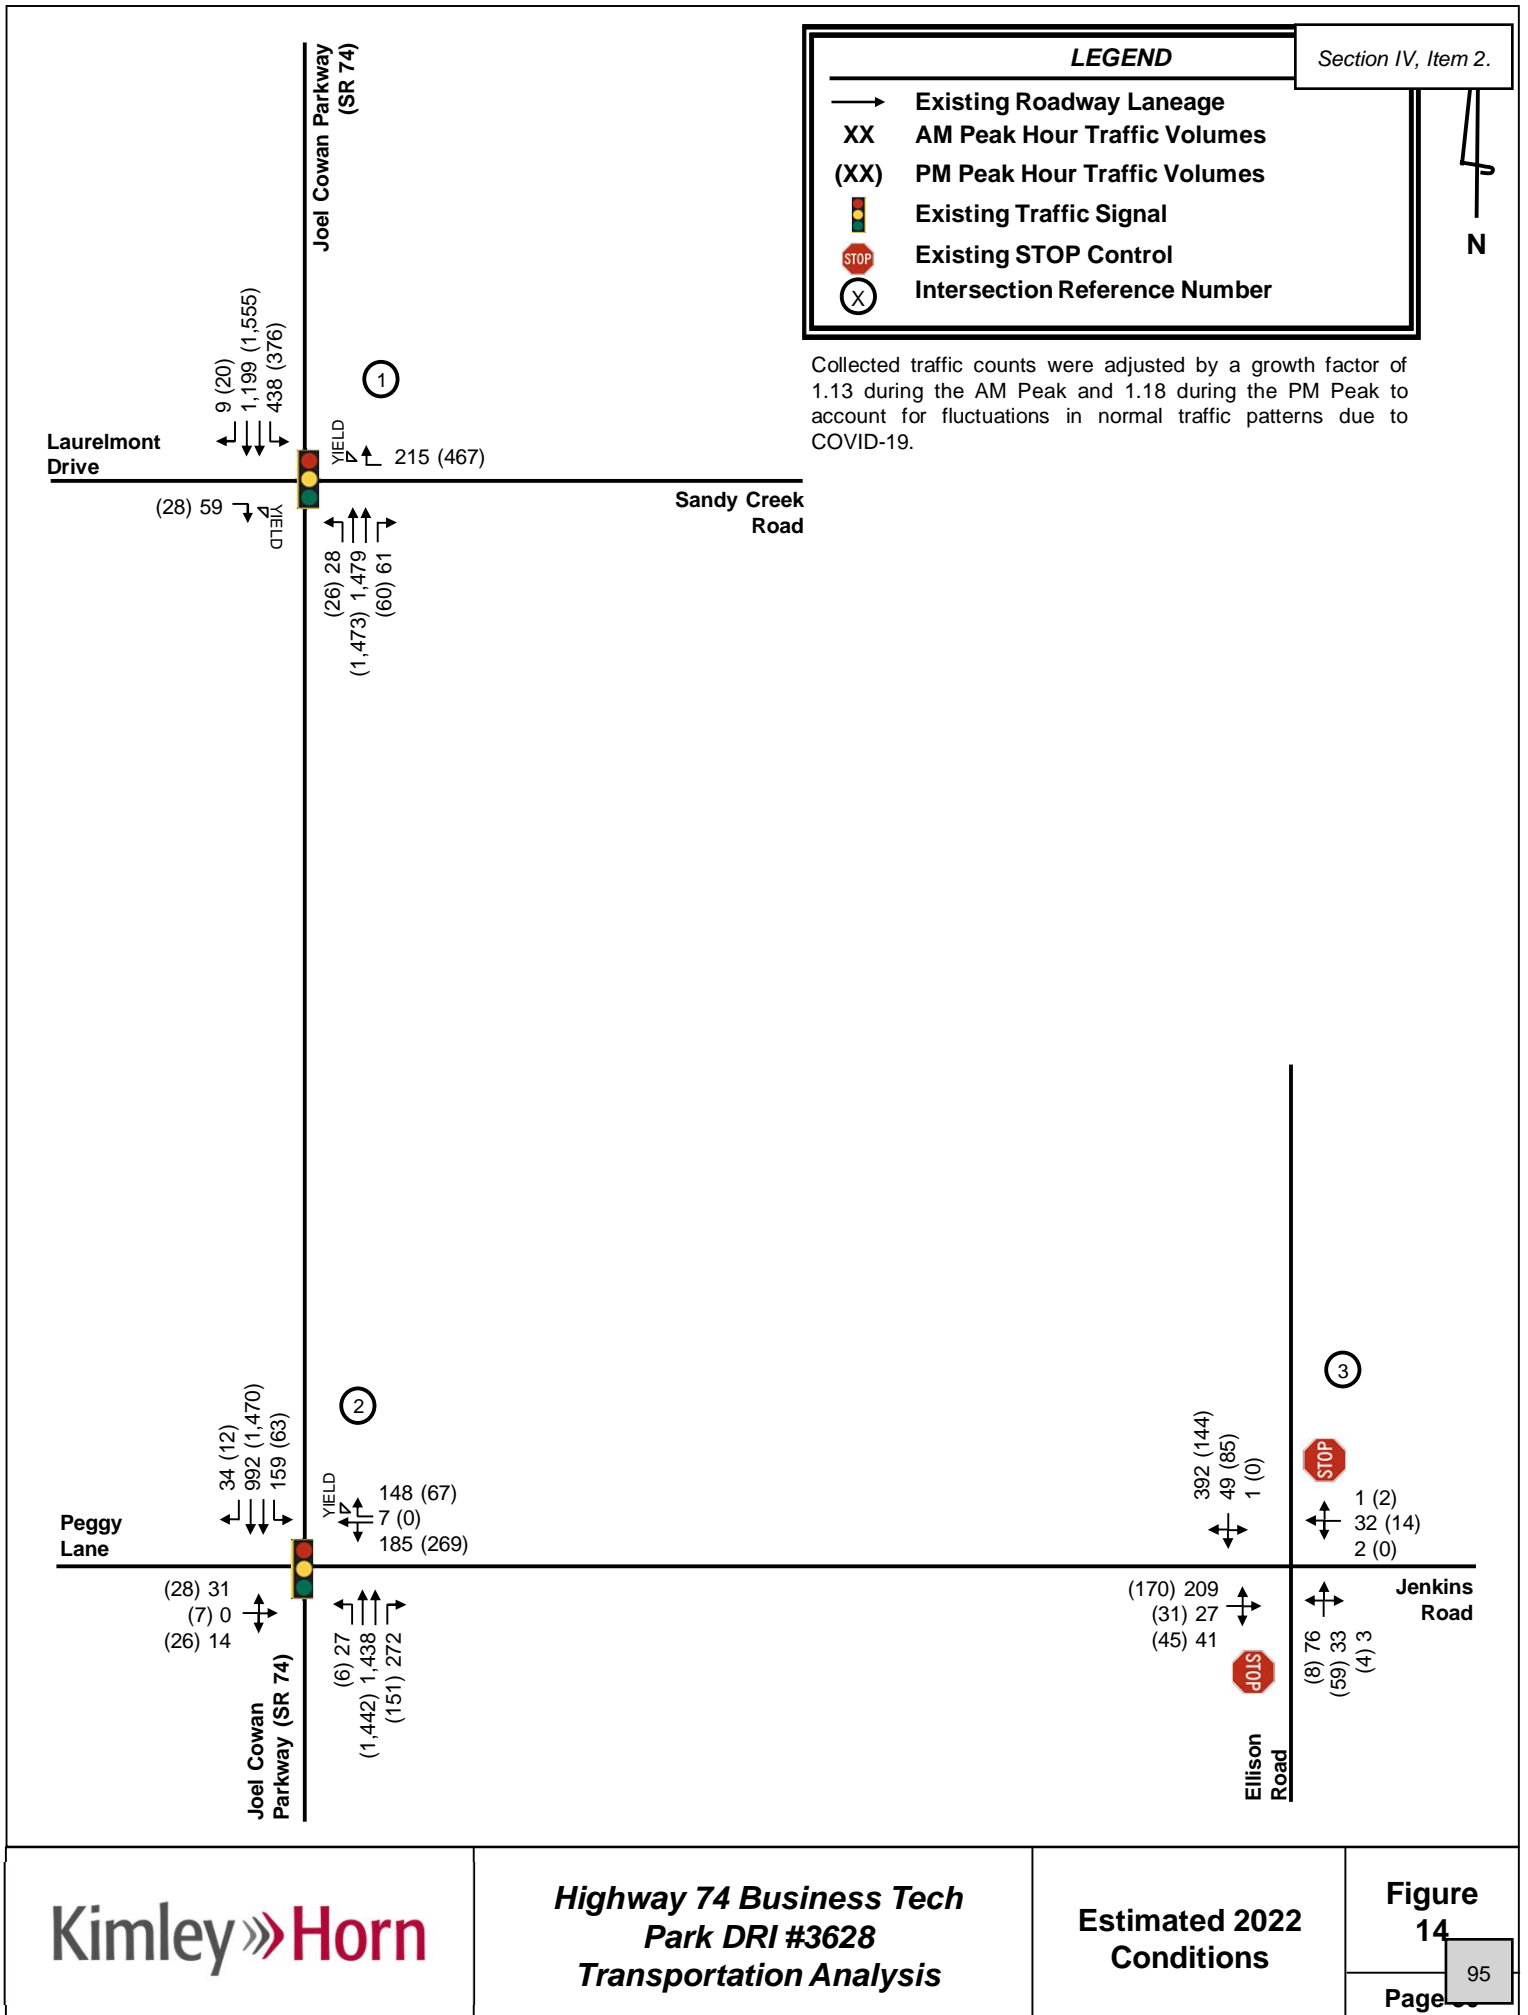 Section IV, Item 2.
LEGEND
Existing Roadway Laneage
XX AM Peak Hour Traffic Volumes
(XX) PM Peak Hour Traffic Volumes
Existing Traffic Signal
STOP Existing STOP Control
X Intersection Reference Number
N
Collected traffic counts were adjusted by a growth factor of
1.13 during the AM Peak and 1.18 during the PM Peak to
account for fluctuations in normal traffic patterns due to
COVID-19.
Joel Cowan Parkway
(SR 74)
9 (20)
1,199 (1,555)
438 (376)
1
YIELD
215 (467)
Laurelmont
Drive
(28) 59
YIELD
Sandy Creek
Road
(26) 28
(1,473) 1,479
(60) 61
34 (12)
992 (1,470)
159 (63)
2
YIELD
148 (67)
7 (0)
185 (269)
Peggy
Lane
(28) 31
(7) 0
(26) 14
(6) 27
(1,442) 1,438
(151) 272
Joel Cowan
Parkway (SR 74)
3
392 (144)
49 (85)
1 (0)
STOP
1 (2)
32 (14)
2 (0)
(170) 209
(31) 27
(45) 41
STOP
(8) 76
(59) 33
(4) 3
Jenkins
Road
Ellison
Road
Kimley»Horn
Highway 74 Business Tech
Park DRI #3628
Transportation Analysis
Estimated 2022
Conditions
Figure
14
95
Page